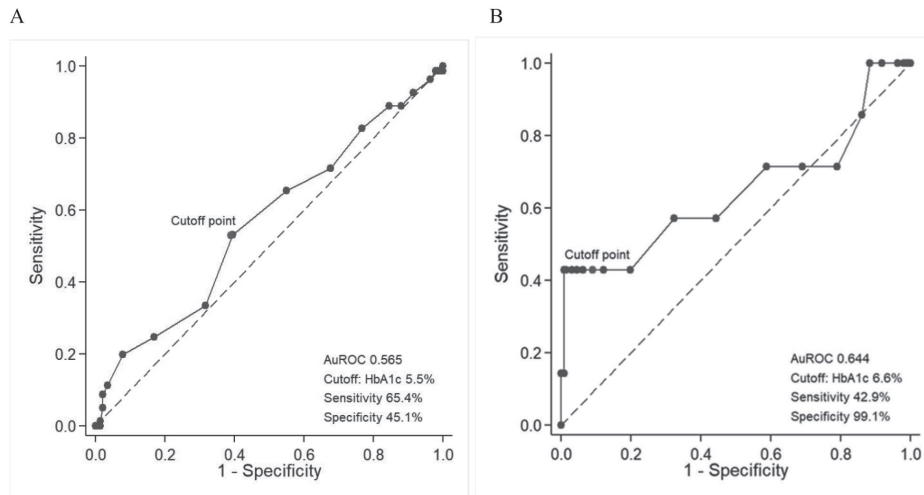 A
1.0
0.8
0.6
0.4
0.2
0.0
Sensitivity
Cutoff point
AuROC 0.565
Cutoff: HbA1c 5.5%
Sensitivity 65.4%
Specificity 45.1%
0.0 0.2 0.4 0.6 0.8 1.0
1 - Specificity
B
1.0
0.8
0.6
0.4
0.2
0.0
Sensitivity
Cutoff point
AuROC 0.644
Cutoff: HbA1c 6.6%
Sensitivity 42.9%
Specificity 99.1%
0.0 0.2 0.4 0.6 0.8 1.0
1 - Specificity